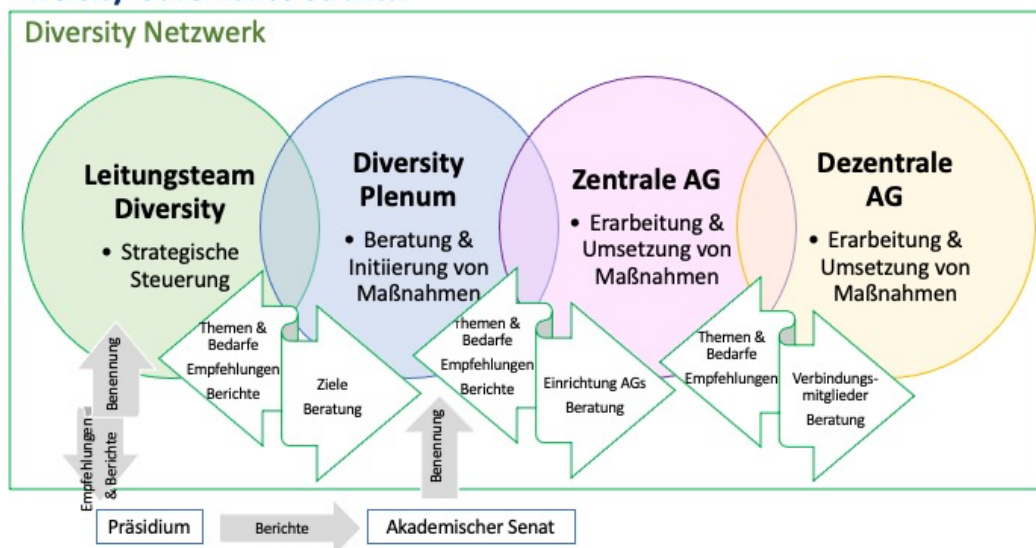 Diversity Netzwerk
Leitungsteam
Diversity
• Strategische
Steuerung
Diversity
Plenum
• Beratung &
Initiierung von
Maßnahmen
Zentrale AG
• Erarbeitung &
Umsetzung von
Maßnahmen
Dezentrale
AG
• Erarbeitung &
Umsetzung von
Maßnahmen
Themen &
Bedarfe
Empfehlungen
Berichte
Ziele
Beratung
Themen &
Bedarfe
Empfehlungen
Berichte
Einrichtung AGs
Beratung
Themen &
Bedarfe
Empfehlungen
Verbindungs-
mitglieder
Beratung
Benennung
Empfehlungen
& Berichte
Benennung
Präsidium
Berichte
Akademischer Senat